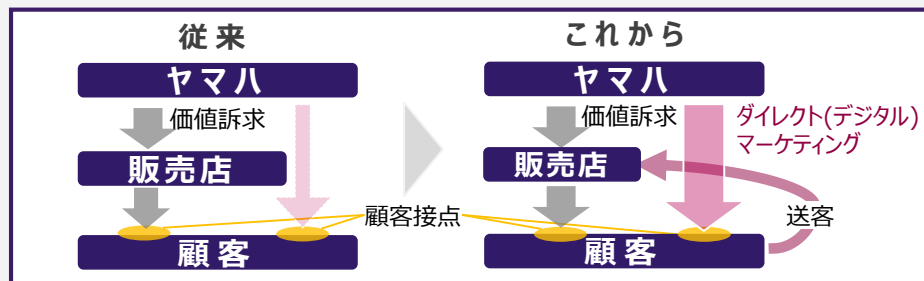 従来
ヤマハ
価値訴求
販売店
顧客
顧客接点
これから
ヤマハ
価値訴求
ダイレクト(デジタル)
マーケティング
販売店
送客
顧客